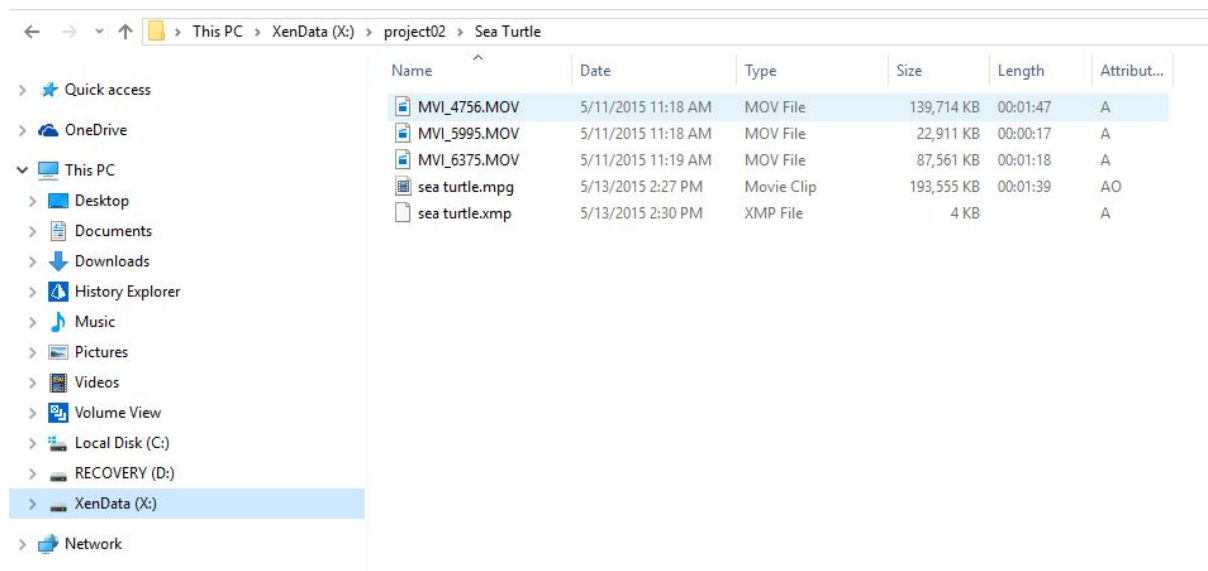 This PC > XenData (X:) > project02 > Sea Turtle
Quick access
OneDrive
This PC
Desktop
Documents
Downloads
History Explorer
Music
Pictures
Videos
Volume View
Local Disk (C:)
RECOVERY (D:)
XenData (X:)
Network
Name Date Type Size Length Attribut...
MVI_4756.MOV 5/11/2015 11:18 AM MOV File 139,714 KB 00:01:47 A
MVI_5995.MOV 5/11/2015 11:18 AM MOV File 22,911 KB 00:00:17 A
MVI_6375.MOV 5/11/2015 11:19 AM MOV File 87,561 KB 00:01:18 A
sea turtle.mpg 5/13/2015 2:27 PM Movie Clip 193,555 KB 00:01:39 AO
sea turtle.xmp 5/13/2015 2:30 PM XMP File 4 KB A